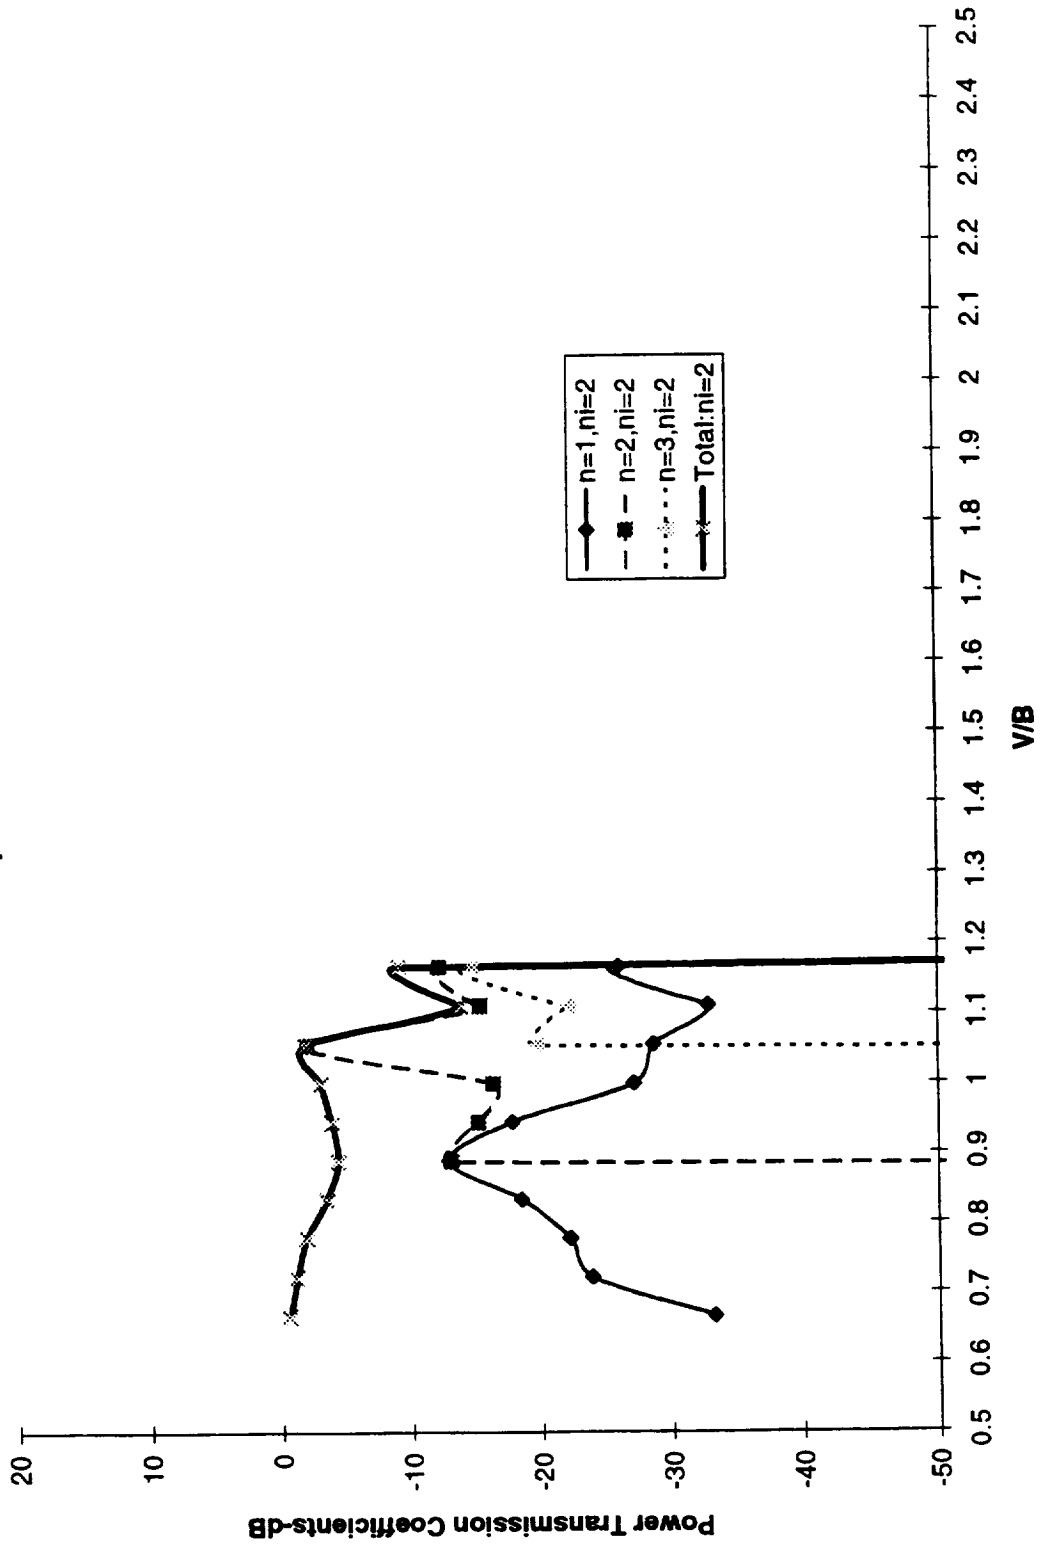 Power Transmission Coefficients-dB
20
10
0
-10
-20
-30
-40
-50
n=1,ni=2
n=2,ni=2
n=3,ni=2
Total:ni=2
0.5 0.6 0.7 0.8 0.9 1 1.1 1.2 1.3 1.4 1.5 1.6 1.7 1.8 1.9 2 2.1 2.2 2.3 2.4 2.5
V/B